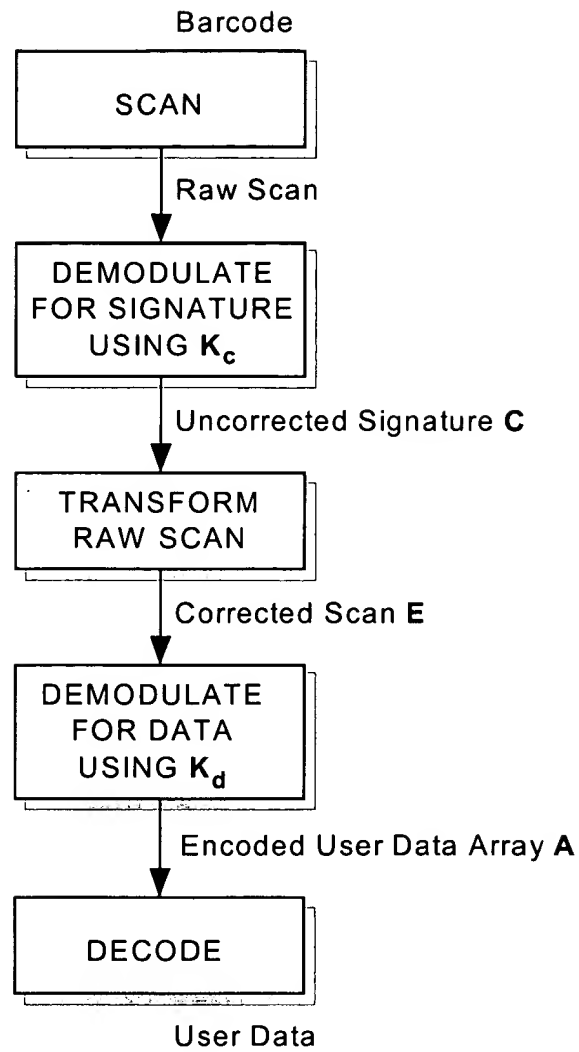 Barcode
SCAN
Raw Scan
DEMODULATE
FOR SIGNATURE
USING Kc
Uncorrected Signature C
TRANSFORM
RAW SCAN
Corrected Scan E
DEMODULATE
FOR DATA
USING Kd
Encoded User Data Array A
DECODE
User Data